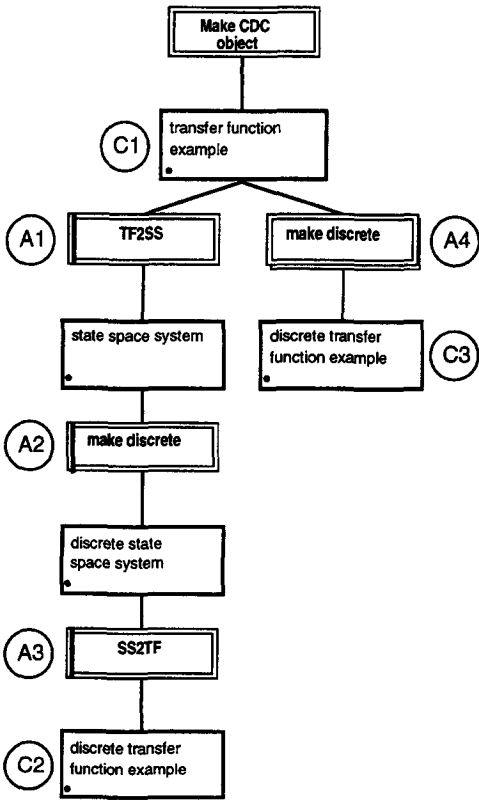 Make CDC
object
C1
transfer function
example
A1
TF2SS
make discrete
A4
state space system
discrete transfer
function example
C3
A2
make discrete
discrete state
space system
A3
SS2TF
C2
discrete transfer
function example